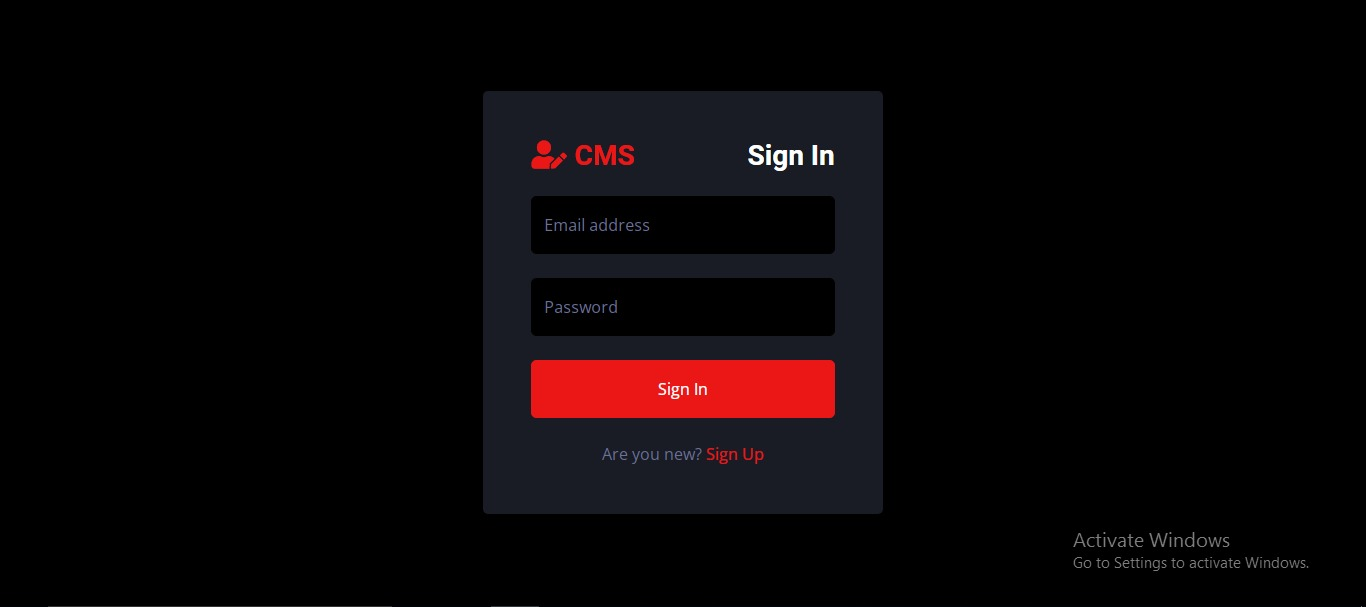 CMS Sign In
Email address
Password
Sign In
Are you new? Sign Up
Activate Windows
Go to Settings to activate Windows.